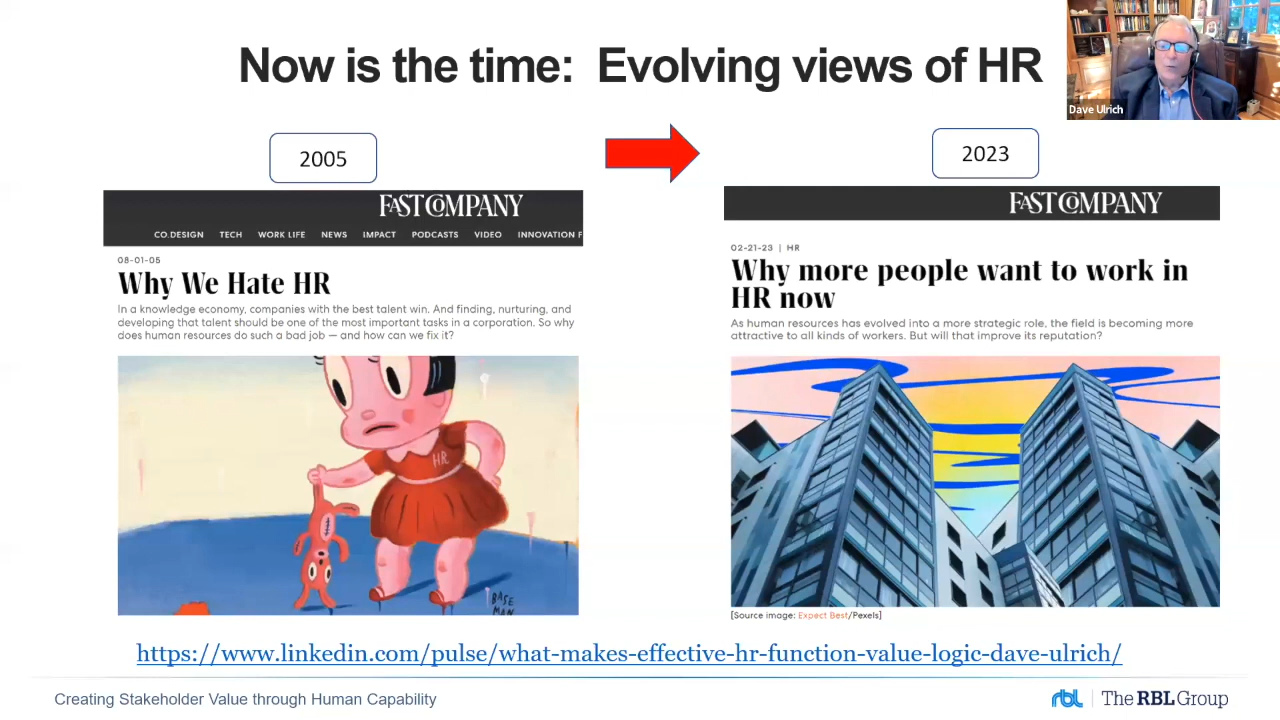 Now is the time: Evolving views of HR
Dave Ulrich
2005
2023
FAST COMPANY
CO.DESIGN TECH WORK LIFE NEWS IMPACT PODCASTS VIDEO INNOVATION F
08-01-05
Why We Hate HR
In a knowledge economy, companies with the best talent win. And finding, nurturing, and
developing that talent should be one of the most important tasks in a corporation. So why
does human resources do such a bad job — and how can we fix it?
HR
BASE
MAN
FAST COMPANY
02-21-23 | HR
Why more people want to work in
HR now
As human resources has evolved into a more strategic role, the field is becoming more
attractive to all kinds of workers. But will that improve its reputation?
[Source image: Expect Best/Pexels]
https://www.linkedin.com/pulse/what-makes-effective-hr-function-value-logic-dave-ulrich/
Creating Stakeholder Value through Human Capability
rbl | The RBL Group